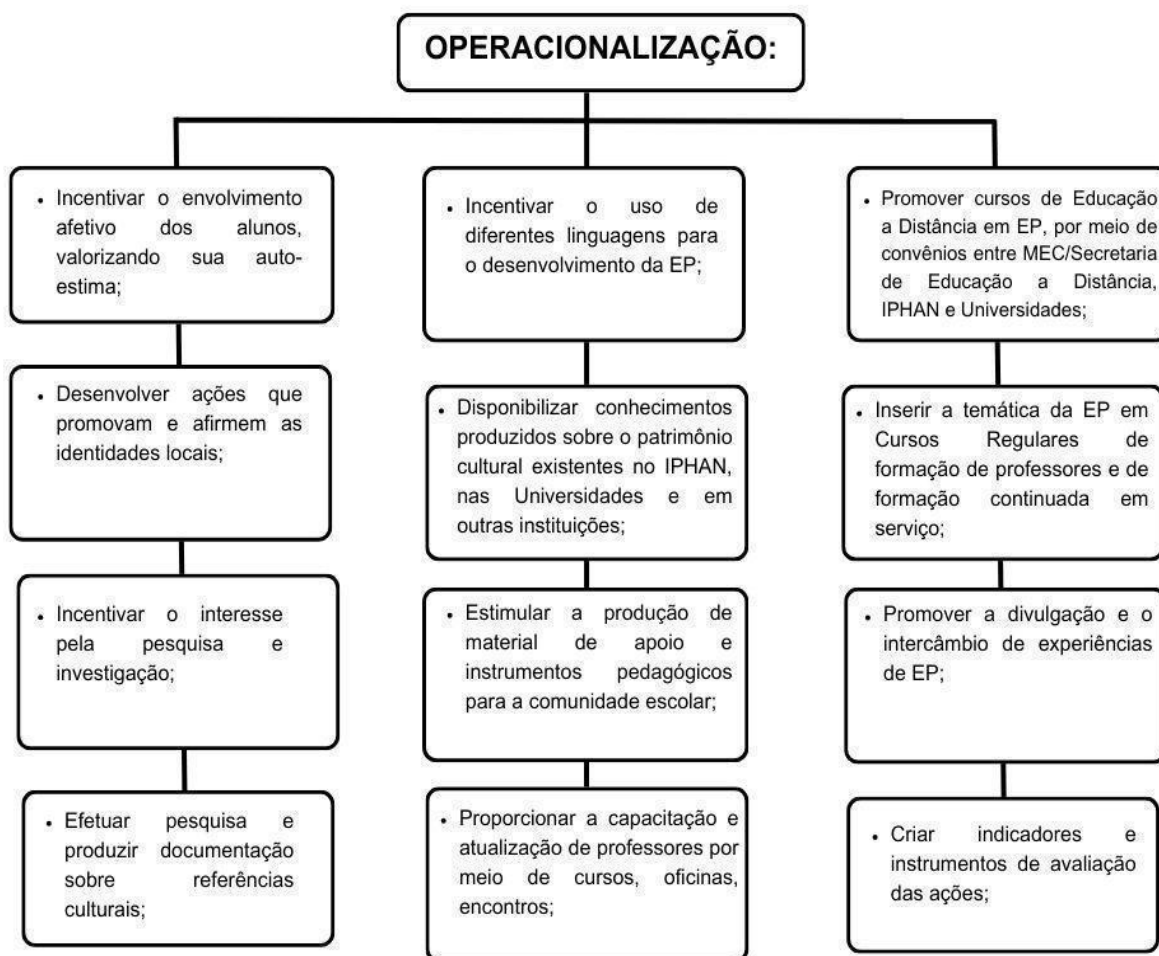 OPERACIONALIZAÇÃO:
• Incentivar o envolvimento
afetivo dos alunos,
valorizando sua auto-
estima;
• Desenvolver ações que
promovam e afirmem as
identidades locais;
• Incentivar o interesse
pela pesquisa e
investigação;
• Efetuar pesquisa e
produzir documentação
sobre referências
culturais;
• Incentivar o uso de
diferentes linguagens para
o desenvolvimento da EP;
• Disponibilizar conhecimentos
produzidos sobre o patrimônio
cultural existentes no IPHAN,
nas Universidades e em
outras instituições;
• Estimular a produção de
material de apoio e
instrumentos pedagógicos
para a comunidade escolar;
• Proporcionar a capacitação e
atualização de professores por
meio de cursos, oficinas,
encontros;
• Promover cursos de Educação
a Distância em EP, por meio de
convênios entre MEC/Secretaria
de Educação a Distância,
IPHAN e Universidades;
• Inserir a temática da EP em
Cursos Regulares de
formação de professores e de
formação continuada em
serviço;
• Promover a divulgação e o
intercâmbio de experiências
de EP;
• Criar indicadores e
instrumentos de avaliação
das ações;